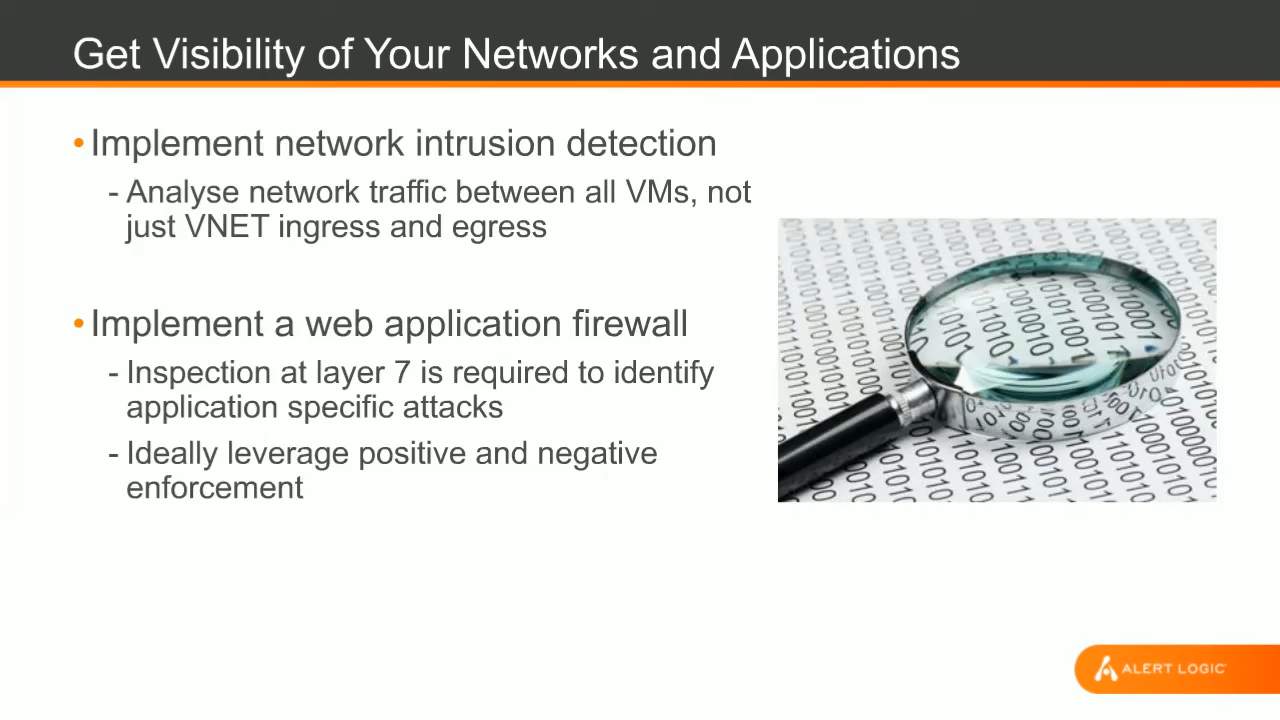 Get Visibility of Your Networks and Applications
•Implement network intrusion detection
- Analyse network traffic between all VMs, not
just VNET ingress and egress
•Implement a web application firewall
- Inspection at layer 7 is required to identify
application specific attacks
- Ideally leverage positive and negative
enforcement
ALERT LOGIC